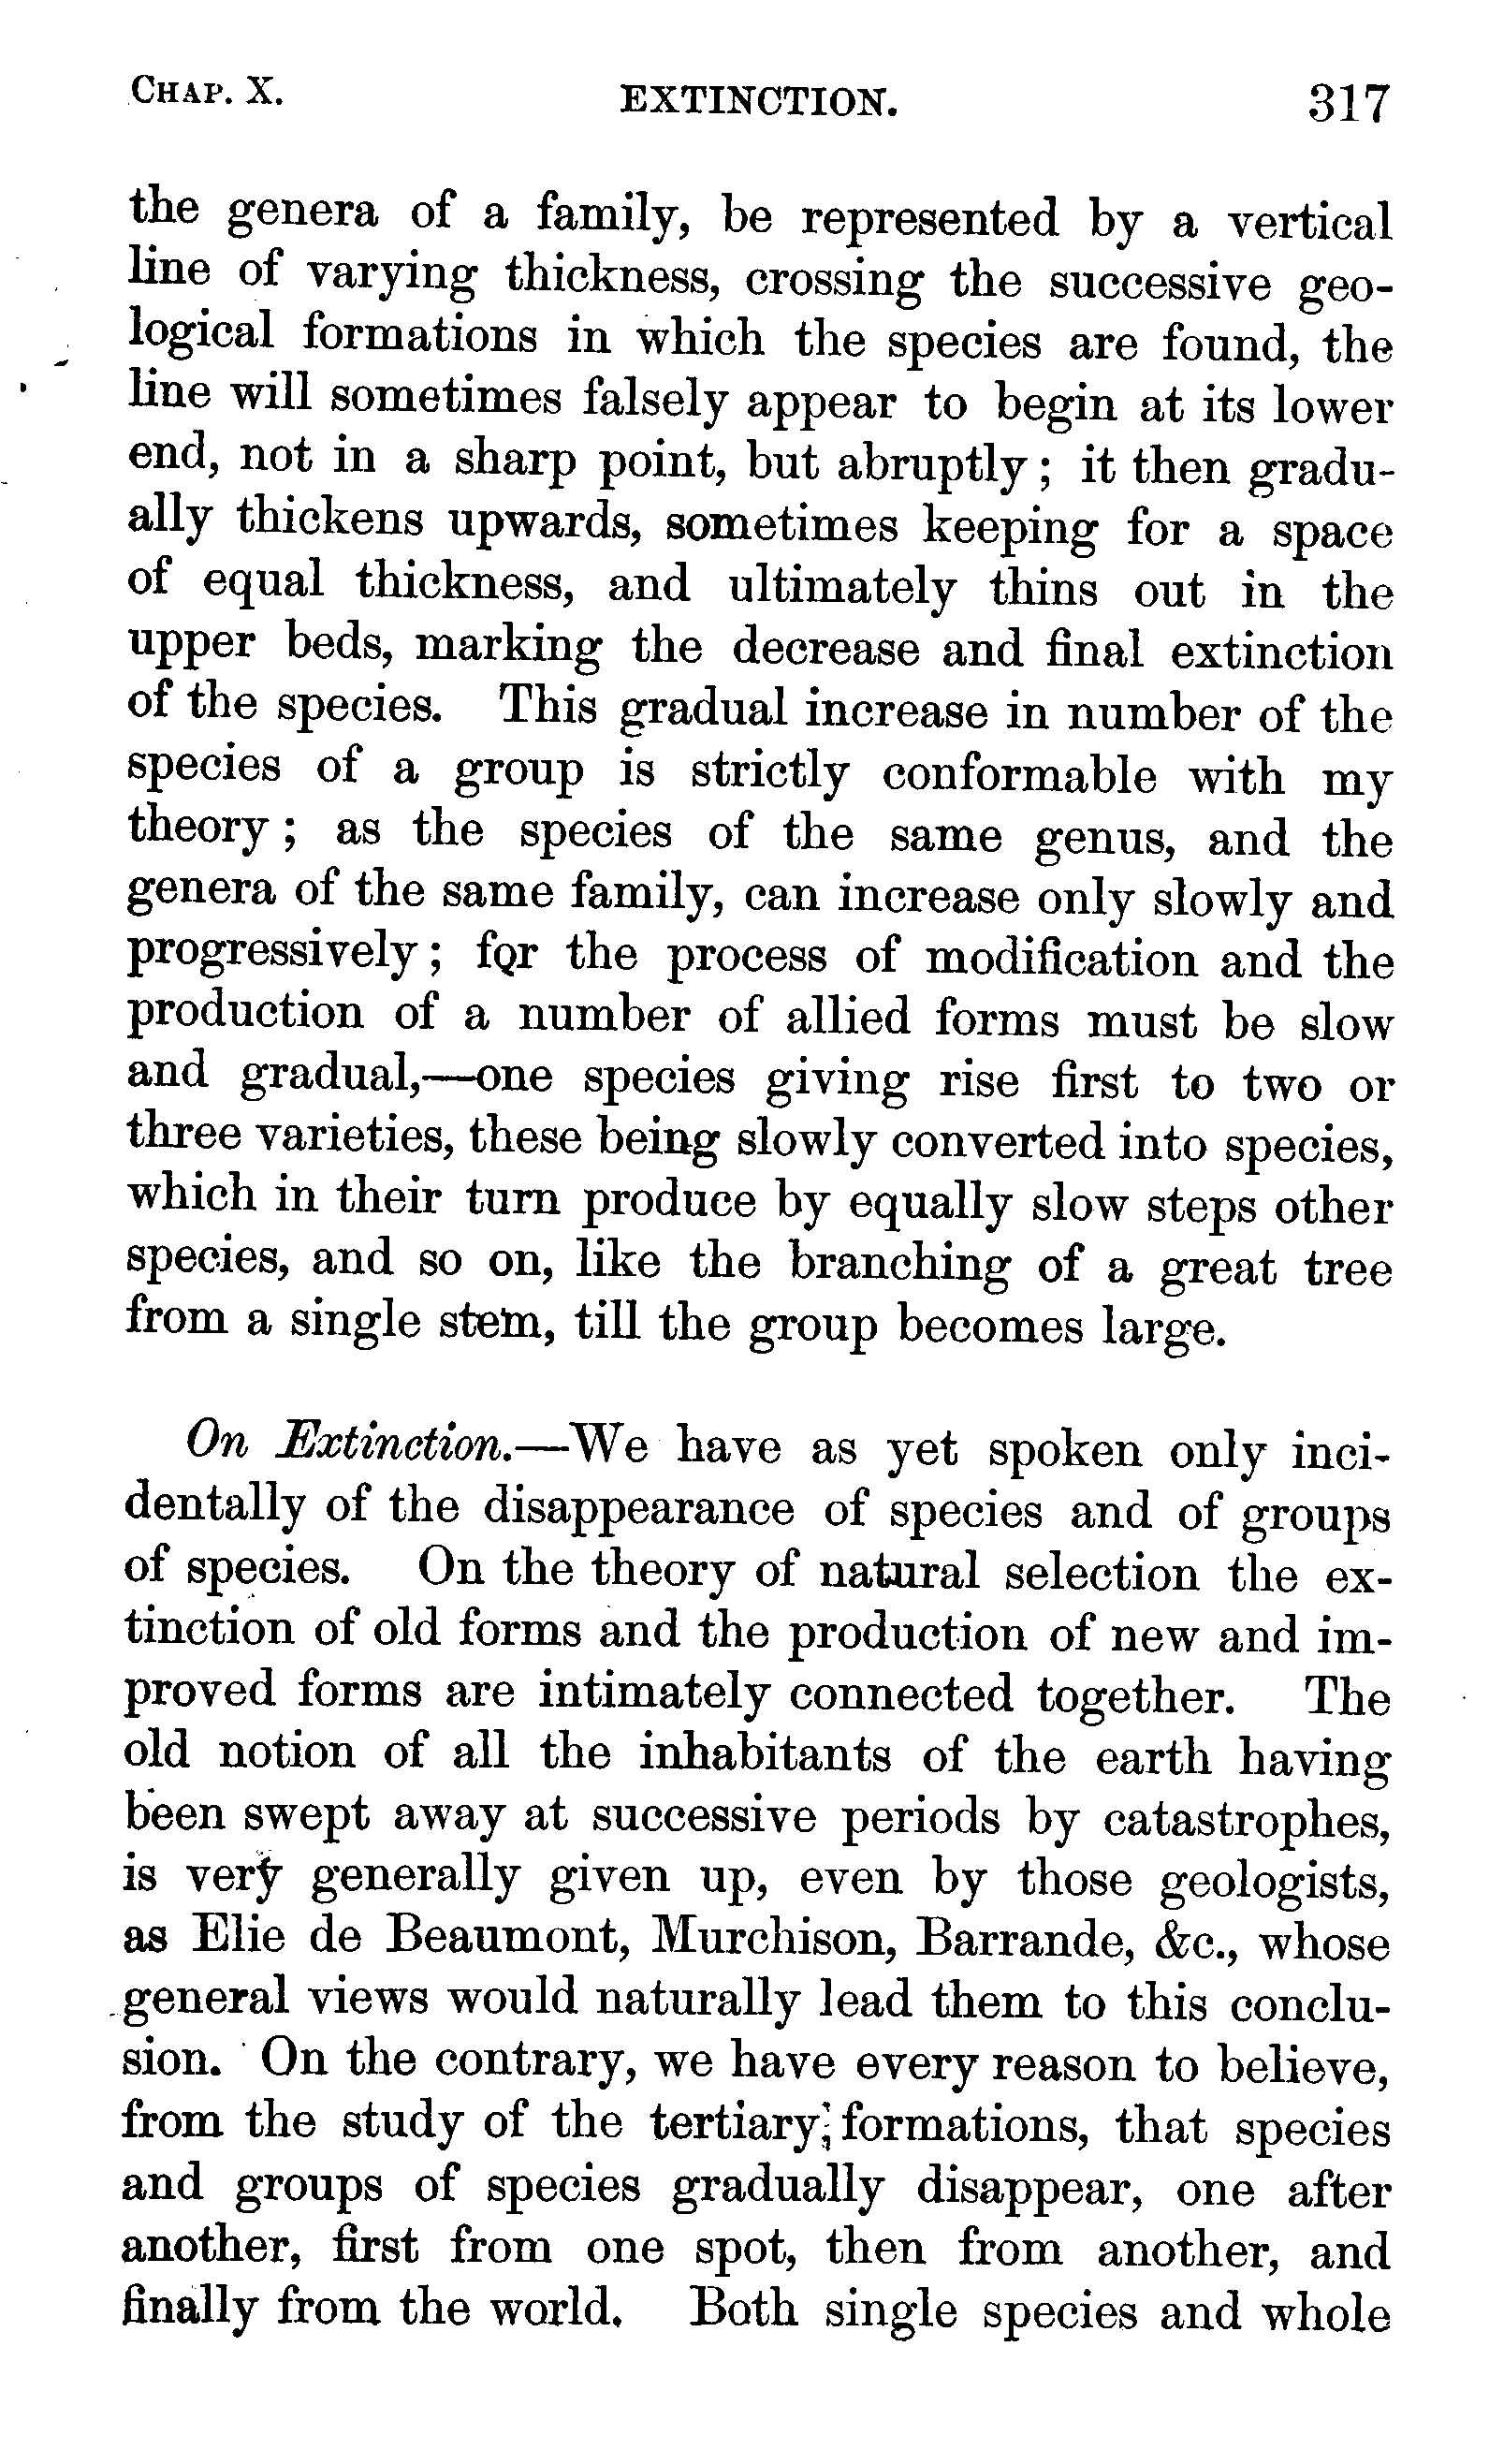 CHAP. X. EXTINCTION. 317
the genera of a family, be represented by a vertical
line of varying thickness, crossing the successive geo-
logical formations in which the species are found, the
line will sometimes falsely appear to begin at its lower
end, not in a sharp point, but abruptly; it then gradu-
ally thickens upwards, sometimes keeping for a space
of equal thickness, and ultimately thins out in the
upper beds, marking the decrease and final extinction
of the species. This gradual increase in number of the
species of a group is strictly conformable with my
theory; as the species of the same genus, and the
genera of the same family, can increase only slowly and
progressively; for the process of modification and the
production of a number of allied forms must be slow
and gradual,—one species giving rise first to two or
three varieties, these being slowly converted into species,
which in their turn produce by equally slow steps other
species, and so on, like the branching of a great tree
from a single stem, till the group becomes large.
On Extinction.—We have as yet spoken only inci-
dentally of the disappearance of species and of groups
of species. On the theory of natural selection the ex-
tinction of old forms and the production of new and im-
proved forms are intimately connected together. The
old notion of all the inhabitants of the earth having
been swept away at successive periods by catastrophes,
is very generally given up, even by those geologists,
as Elie de Beaumont, Murchison, Barrande, &c., whose
general views would naturally lead them to this conclu-
sion. On the contrary, we have every reason to believe,
from the study of the tertiary formations, that species
and groups of species gradually disappear, one after
another, first from one spot, then from another, and
finally from the world. Both single species and whole